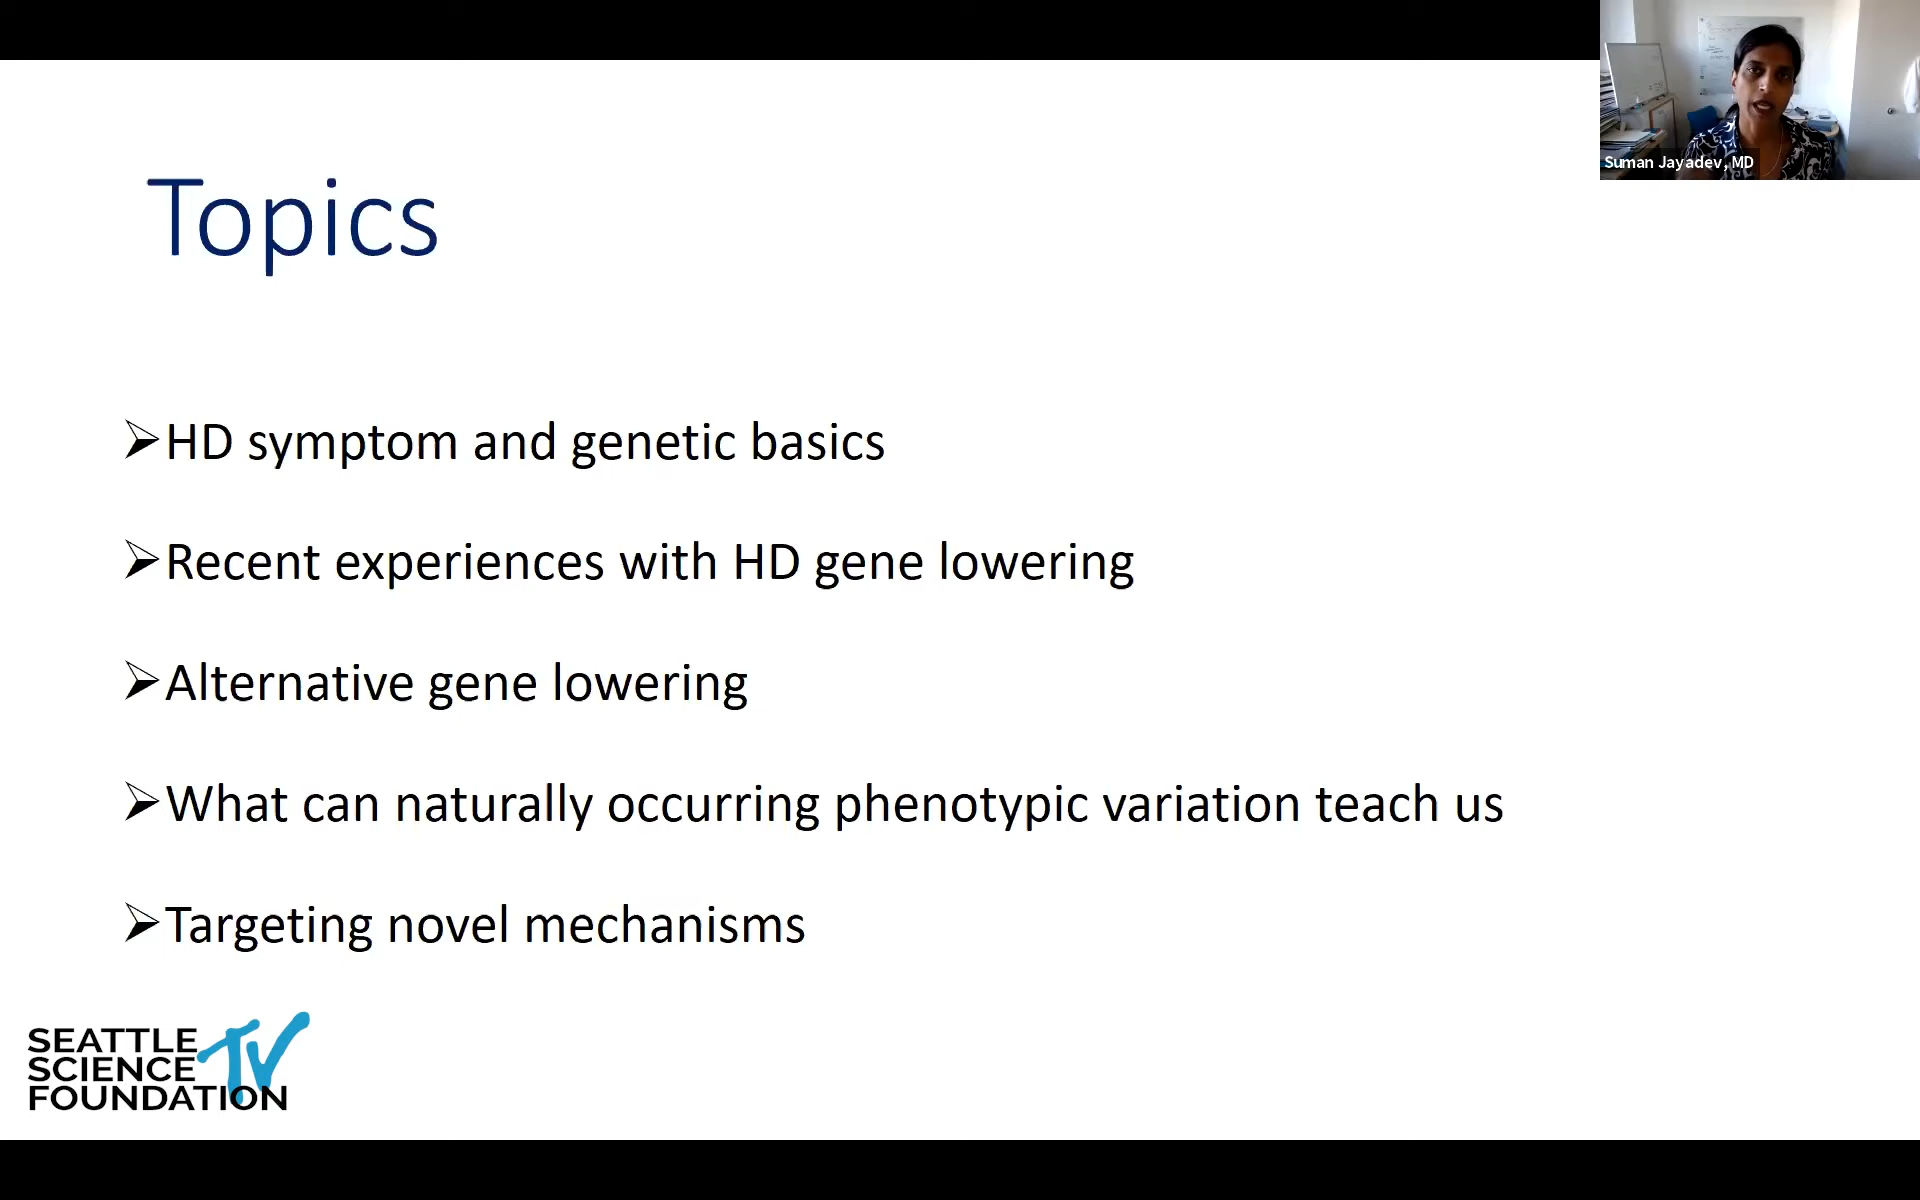 Suman Jayadev, MD
Topics
➢HD symptom and genetic basics
➢Recent experiences with HD gene lowering
➢Alternative gene lowering
➢What can naturally occurring phenotypic variation teach us
➢Targeting novel mechanisms
SEATTLE
SCIENCE
FOUNDATION
TV